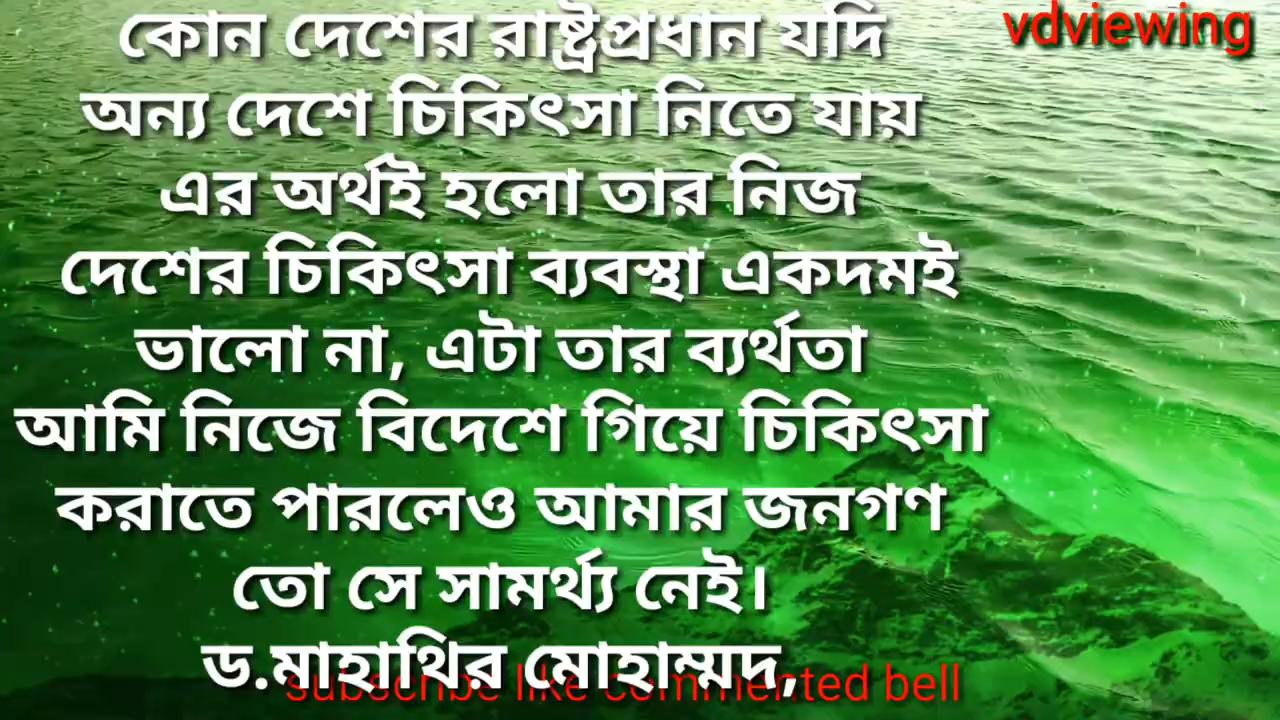 vdviewing
কোন দেশের রাষ্ট্রপ্রধান যদি
অন্য দেশে চিকিৎসা নিতে যায়
এর অর্থই হলো তার নিজ
দেশের চিকিৎসা ব্যবস্থা একদমই
ভালো না, এটা তার ব্যর্থতা
আমি নিজে বিদেশে গিয়ে চিকিৎসা
করাতে পারলেও আমার জনগণ
তো সে সামর্থ্য নেই।
ড.মাহাথির মোহাম্মদ,
subscribe like commented bell